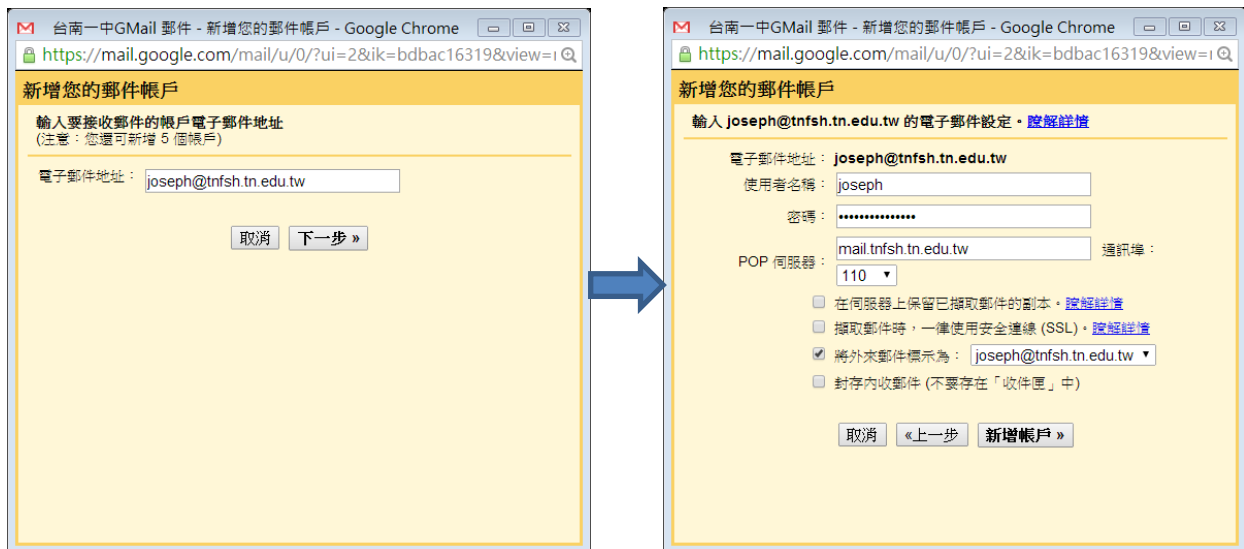 台南一中GMail 郵件 - 新增您的郵件帳戶 - Google Chrome
https://mail.google.com/mail/u/0/?ui=2&ik=bdbac16319&view=
新增您的郵件帳戶
輸入要接收郵件的帳戶電子郵件地址
(注意：您還可新增 5 個帳戶)
電子郵件地址： joseph@tnfsh.tn.edu.tw
取消 下一步 »
台南一中GMail 郵件 - 新增您的郵件帳戶 - Google Chrome
https://mail.google.com/mail/u/0/?ui=2&ik=bdbac16319&view=
新增您的郵件帳戶
輸入 joseph@tnfsh.tn.edu.tw 的電子郵件設定。瞭解詳情
電子郵件地址： joseph@tnfsh.tn.edu.tw
使用者名稱： joseph
密碼： •••••••••••••••
POP 伺服器： mail.tnfsh.tn.edu.tw 通訊埠：
110
在伺服器上保留已擷取郵件的副本。瞭解詳情
擷取郵件時，一律使用安全連線 (SSL)。瞭解詳情
將外來郵件標示為： joseph@tnfsh.tn.edu.tw
封存內收郵件 (不要存在「收件匣」中)
取消 «上一步 新增帳戶 »